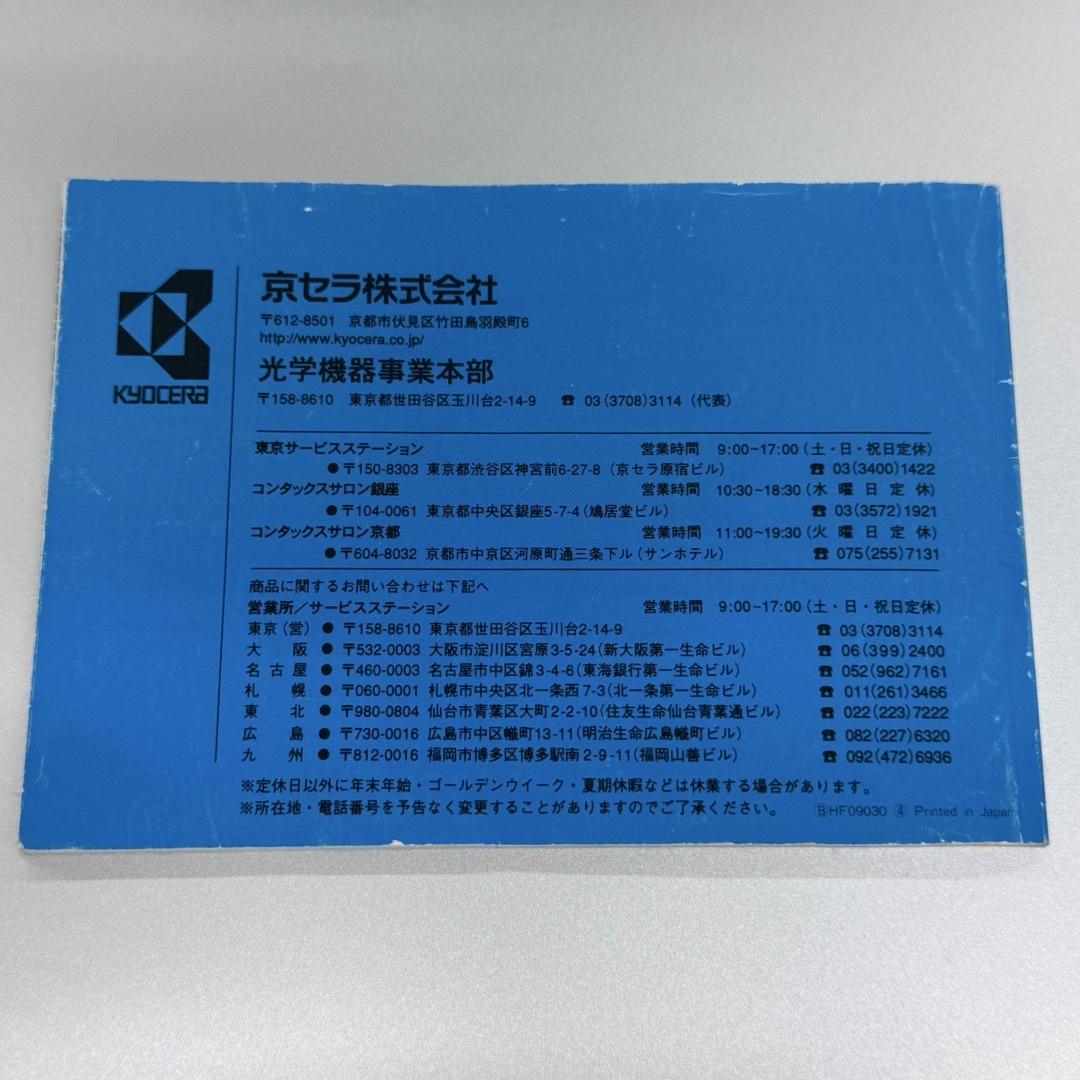 京セラ株式会社
〒612-8501 京都市伏見区竹田鳥羽殿町6
http://www.kyocera.co.jp/
KYOCERA
光学機器事業本部
〒158-8610 東京都世田谷区玉川台2-14-9 ☎ 03(3708)3114 (代表)
東京サービスステーション 営業時間 9:00~17:00 (土・日・祝日定休)
●〒150-8303 東京都渋谷区神宮前6-27-8 (京セラ原宿ビル) ☎ 03(3400)1422
コンタックスサロン銀座 営業時間 10:30~18:30 (水曜日定休)
●〒104-0061 東京都中央区銀座5-7-4 (鳩居堂ビル) ☎ 03(3572)1921
コンタックスサロン京都 営業時間 11:00~19:30 (火曜日定休)
●〒604-8032 京都市中京区河原町通三条下ル (サンホテル) ☎ 075(255)7131
商品に関するお問い合わせは下記へ
営業所/サービスステーション 営業時間 9:00~17:00 (土・日・祝日定休)
東京(営) ● 〒158-8610 東京都世田谷区玉川台2-14-9 ☎ 03(3708)3114
大阪 ● 〒532-0003 大阪市淀川区宮原3-5-24(新大阪第一生命ビル) ☎ 06(399)2400
名古屋 ● 〒460-0003 名古屋市中区錦3-4-6(東海銀行第一生命ビル) ☎ 052(962)7161
札幌 ● 〒060-0001 札幌市中央区北一条西7-3(北一条第一生命ビル) ☎ 011(261)3466
東北 ● 〒980-0804 仙台市青葉区大町2-2-10(住友生命仙台青葉通ビル) ☎ 022(223)7222
広島 ● 〒730-0016 広島市中区幟町13-11(明治生命広島幟町ビル) ☎ 082(227)6320
九州 ● 〒812-0016 福岡市博多区博多駅南2-9-11(福岡山善ビル) ☎ 092(472)6936
※定休日以外に年末年始・ゴールデンウイーク・夏期休暇などは休業する場合があります。
※所在地・電話番号を予告なく変更することがありますのでご了承ください。 ⒷHF09030 ④ Printed in Japan